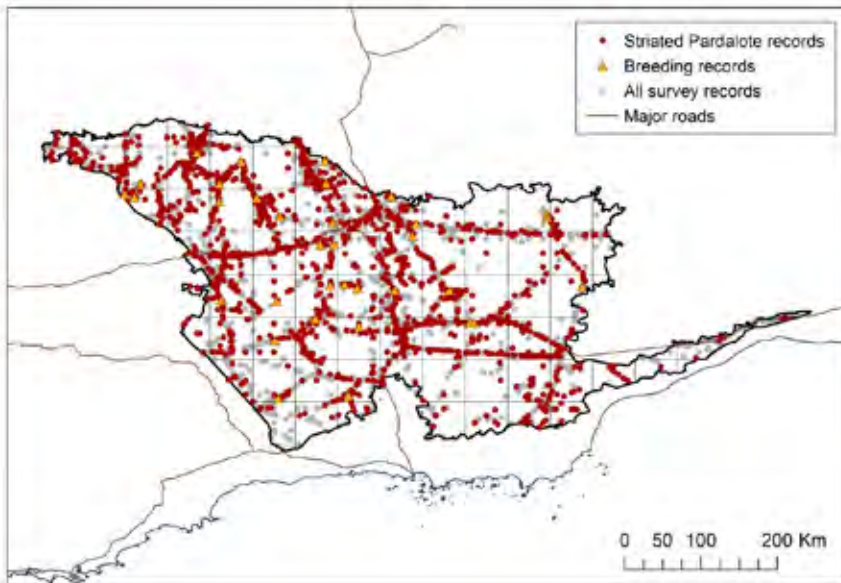 Striated Pardalote records
Breeding records
All survey records
Major roads
0 50 100 200 Km